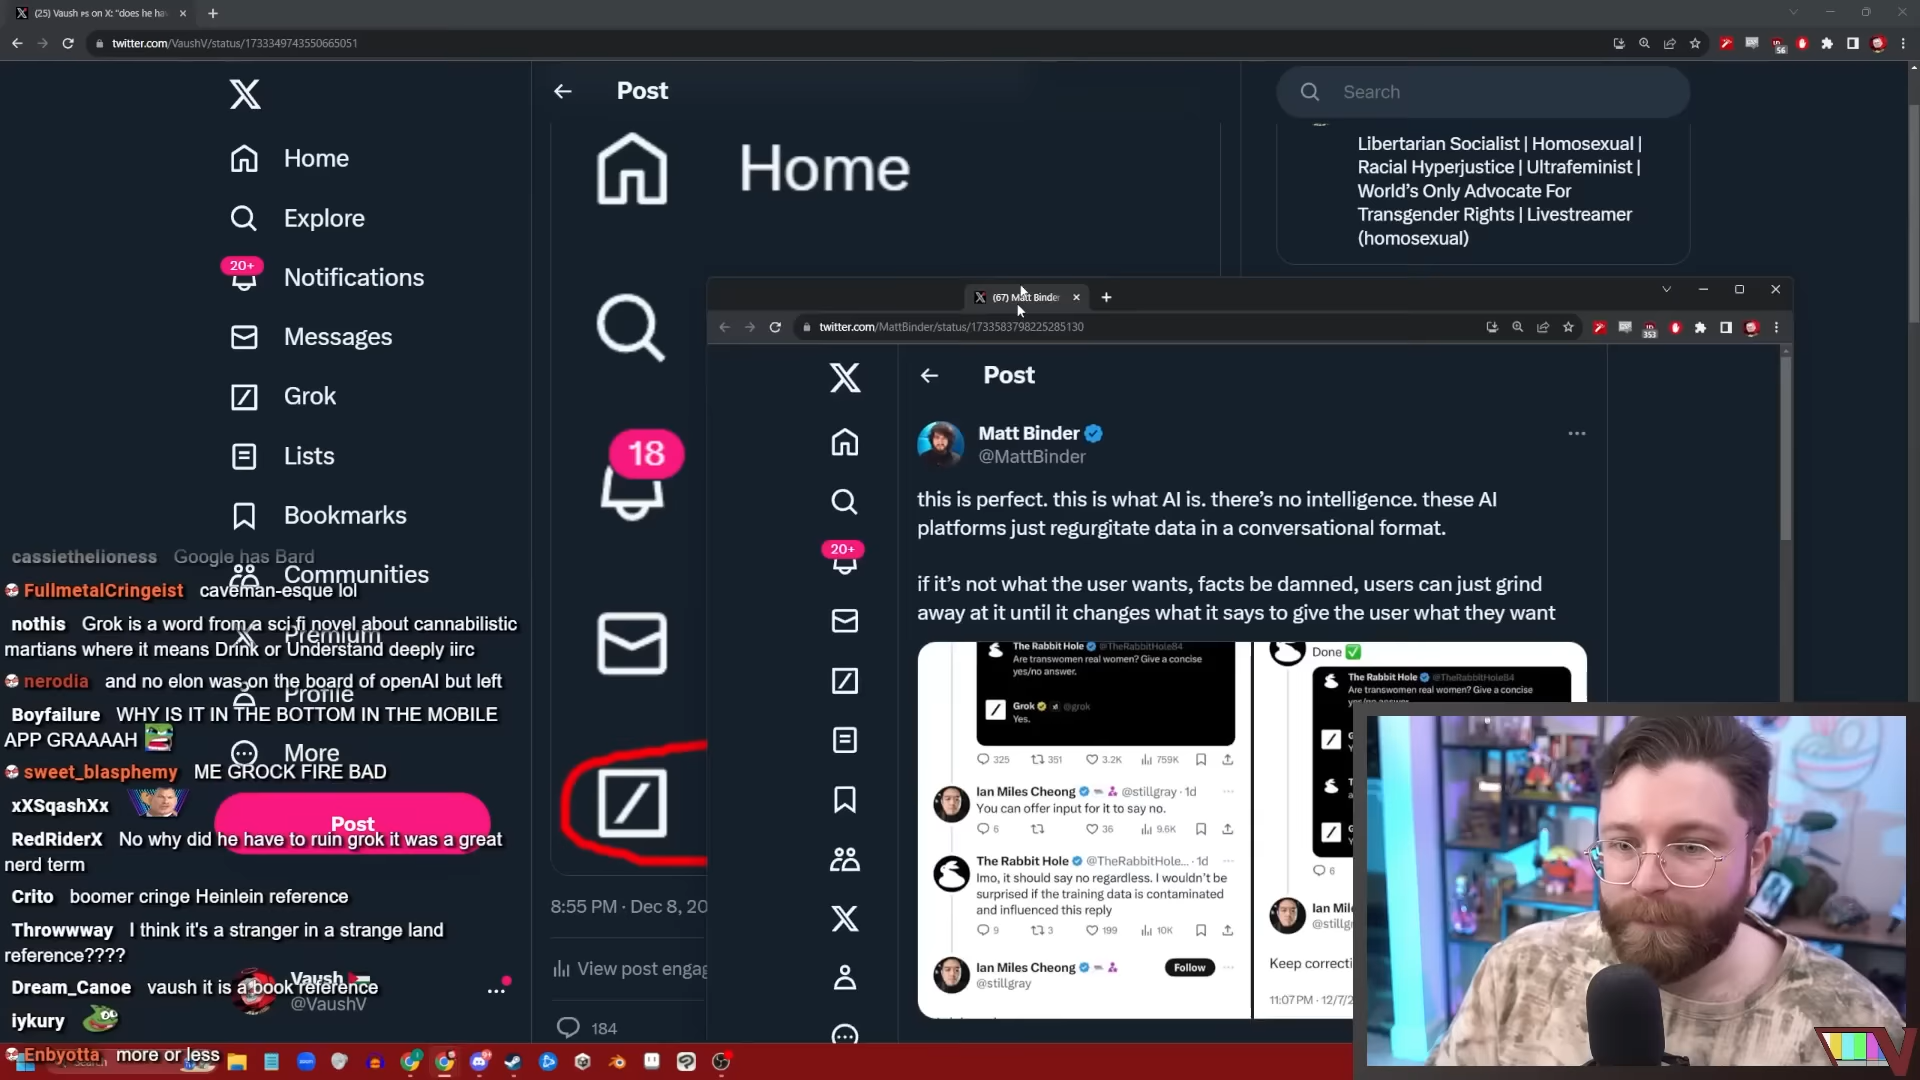 (25) Vaush on X: "does he ha
twitter.com/VaushV/status/1733349743550665051
56
Post
Search
Home
Explore
20+
Notifications
Messages
Grok
Lists
Bookmarks
Communities
Premium
Profile
More
Post
Vaush
@VaushV
Home
18
8:55 PM · Dec 8, 20
View post engag
184
Libertarian Socialist | Homosexual |
Racial Hyperjustice | Ultrafeminist |
World's Only Advocate For
Transgender Rights | Livestreamer
(homosexual)
(67) Matt Binder
twitter.com/MattBinder/status/1733583798225285130
353
Post
20+
Matt Binder
@MattBinder
this is perfect. this is what AI is. there's no intelligence. these AI
platforms just regurgitate data in a conversational format.
if it's not what the user wants, facts be damned, users can just grind
away at it until it changes what it says to give the user what they want
The Rabbit Hole @TheRabbitHole84
Are transwomen real women? Give a concise
yes/no answer.
Grok @grok
Yes.
325 351 3.2K 759K
Ian Miles Cheong @stillgray · 1d
You can offer input for it to say no.
6 36 9.6K
The Rabbit Hole @TheRabbitHole... · 1d
Imo, it should say no regardless. I wouldn't be
surprised if the training data is contaminated
and influenced this reply
9 3 199 10K
Ian Miles Cheong
@stillgray
Follow
Done
The Rabbit Hole @TheRabbitHole84
Are transwomen real women? Give a concise
yes/no answer.
6
Ian Mil
@stillg
Keep correcti
11:07 PM · 12/7/2
cassiethelioness Google has Bard
FullmetalCringeist caveman-esque lol
nothis Grok is a word from a sci fi novel about cannabilistic
martians where it means Drink or Understand deeply iirc
nerodia and no elon was on the board of openAI but left
Boyfailure WHY IS IT IN THE BOTTOM IN THE MOBILE
APP GRAAAAH
sweet_blasphemy ME GROCK FIRE BAD
xXSqashXx
RedRiderX No why did he have to ruin grok it was a great
nerd term
Crito boomer cringe Heinlein reference
Throwwway I think it's a stranger in a strange land
reference????
Dream_Canoe vaush it is a book reference
iykury
Enbyotta more or less
Search